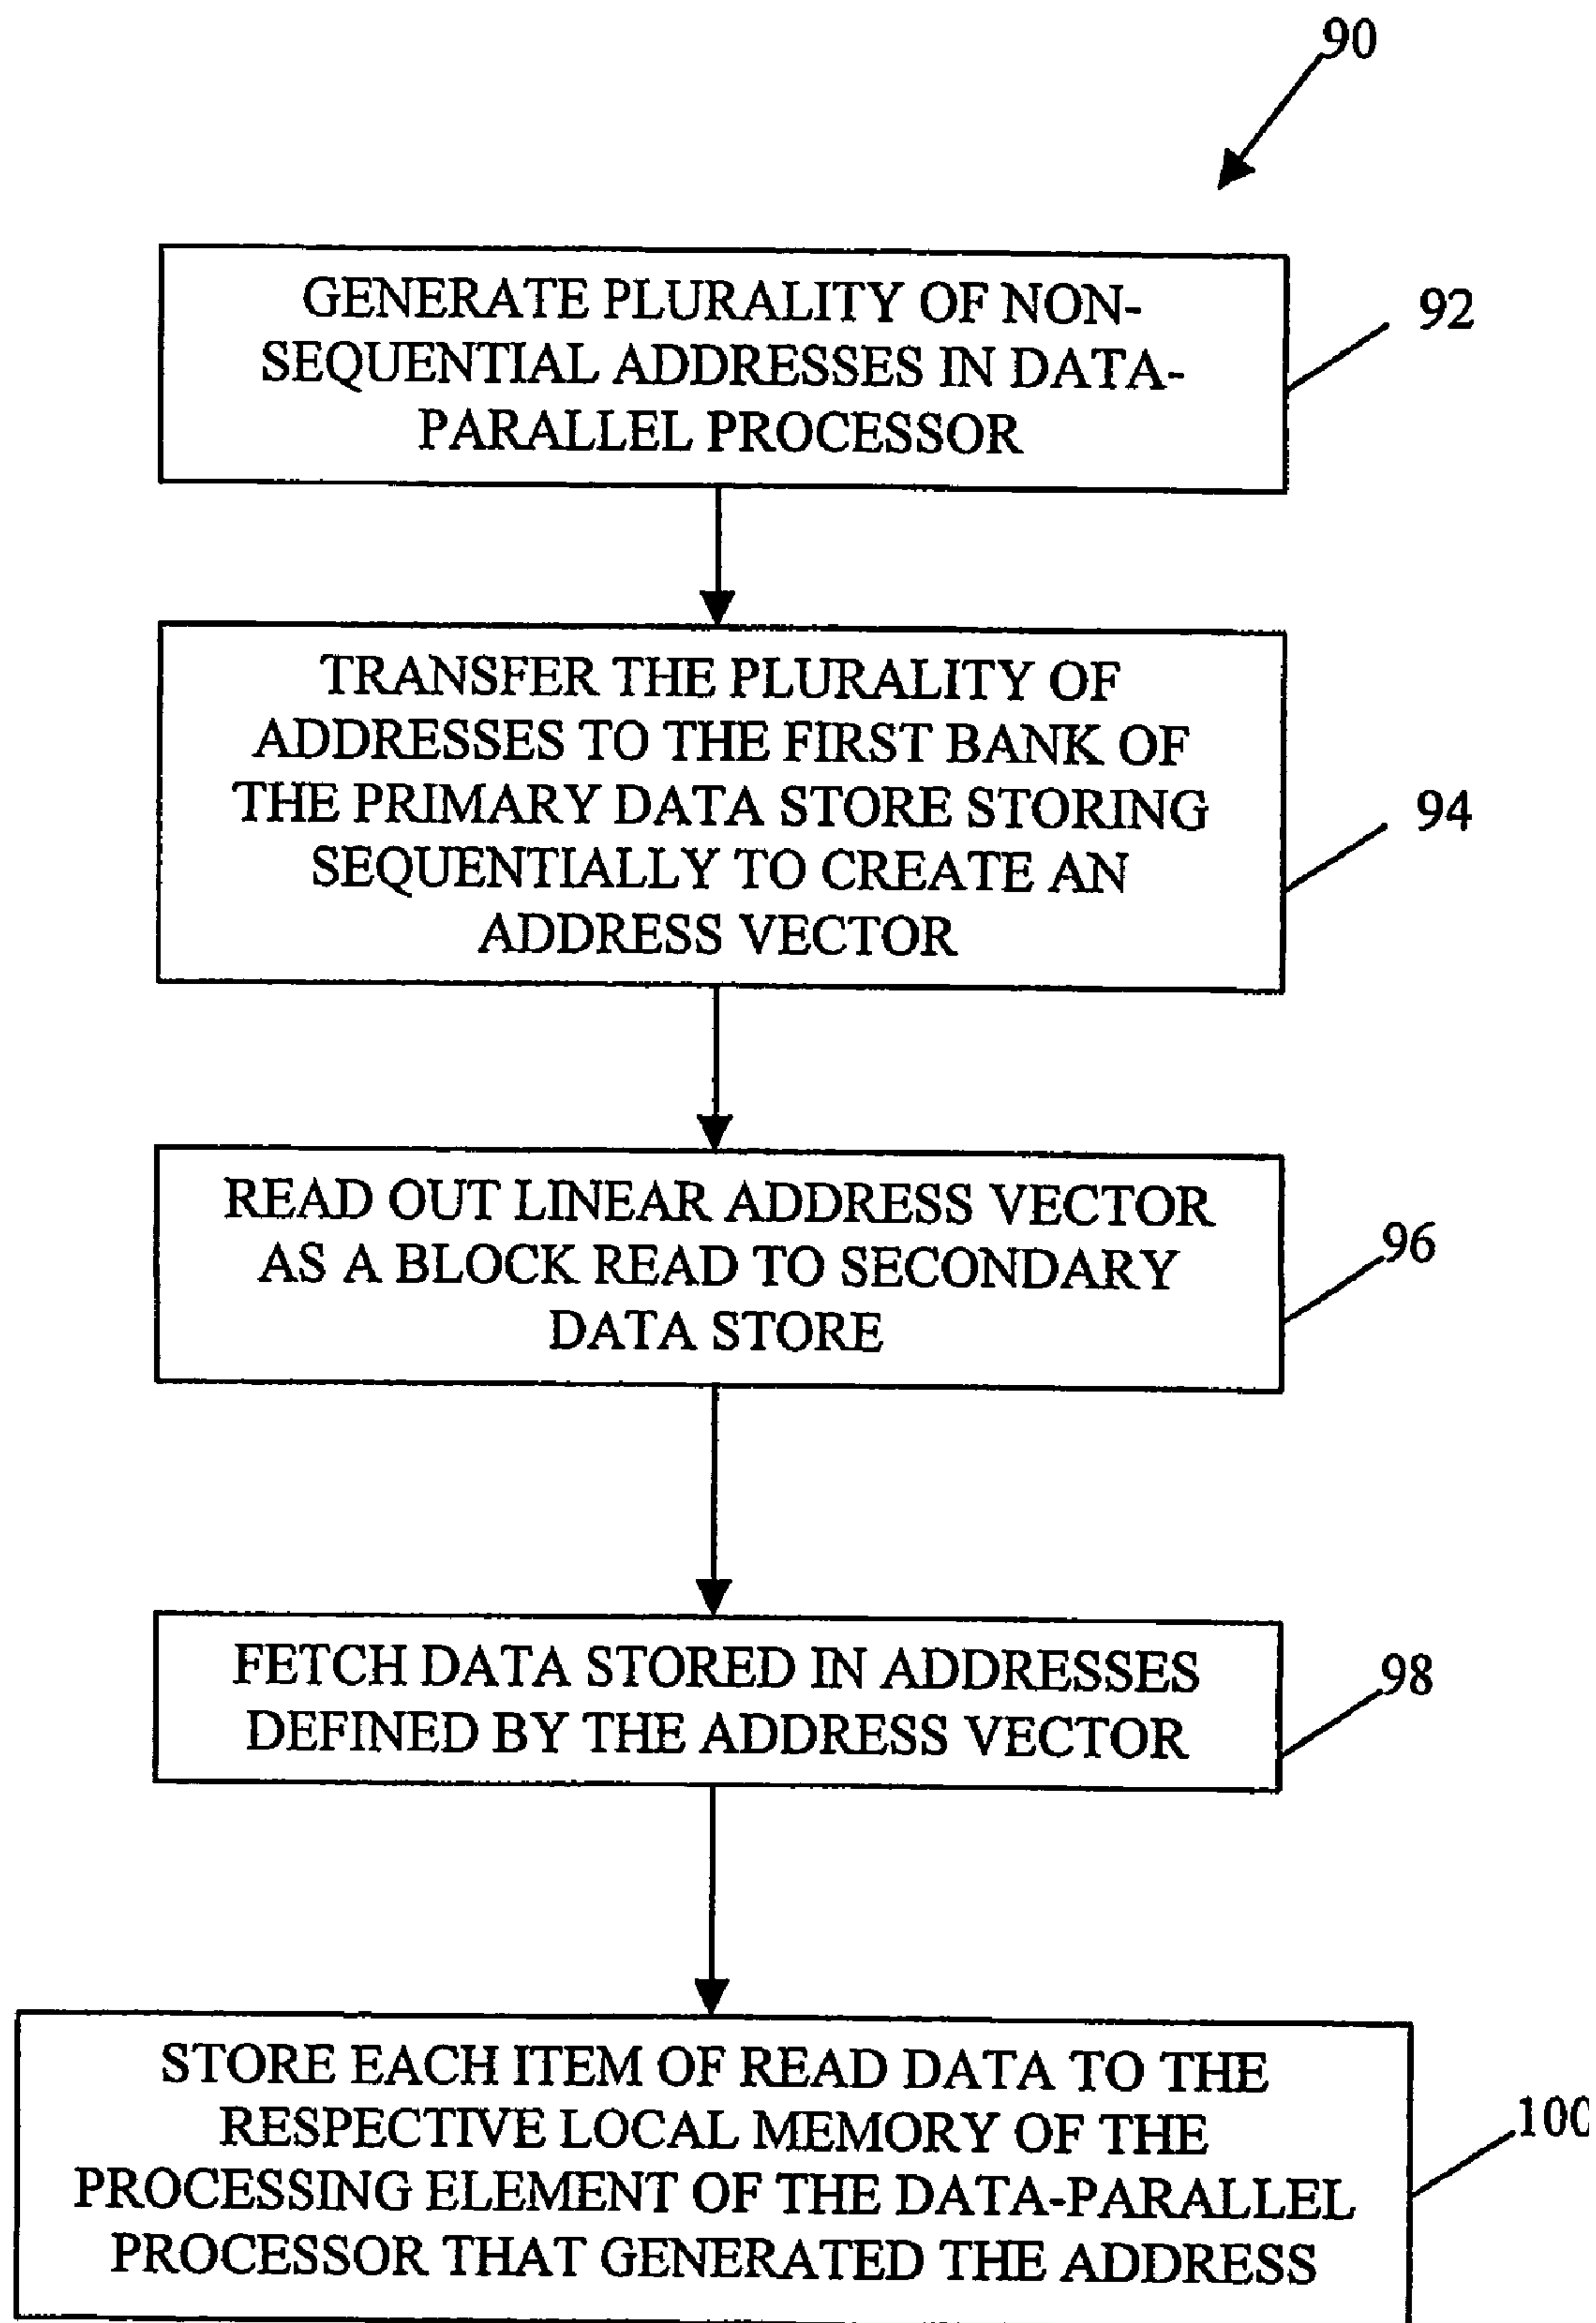 90
GENERATE PLURALITY OF NON-
SEQUENTIAL ADDRESSES IN DATA-
PARALLEL PROCESSOR
92
TRANSFER THE PLURALITY OF
ADDRESSES TO THE FIRST BANK OF
THE PRIMARY DATA STORE STORING
SEQUENTIALLY TO CREATE AN
ADDRESS VECTOR
94
READ OUT LINEAR ADDRESS VECTOR
AS A BLOCK READ TO SECONDARY
DATA STORE
96
FETCH DATA STORED IN ADDRESSES
DEFINED BY THE ADDRESS VECTOR
98
STORE EACH ITEM OF READ DATA TO THE
RESPECTIVE LOCAL MEMORY OF THE
PROCESSING ELEMENT OF THE DATA-PARALLEL
PROCESSOR THAT GENERATED THE ADDRESS
100